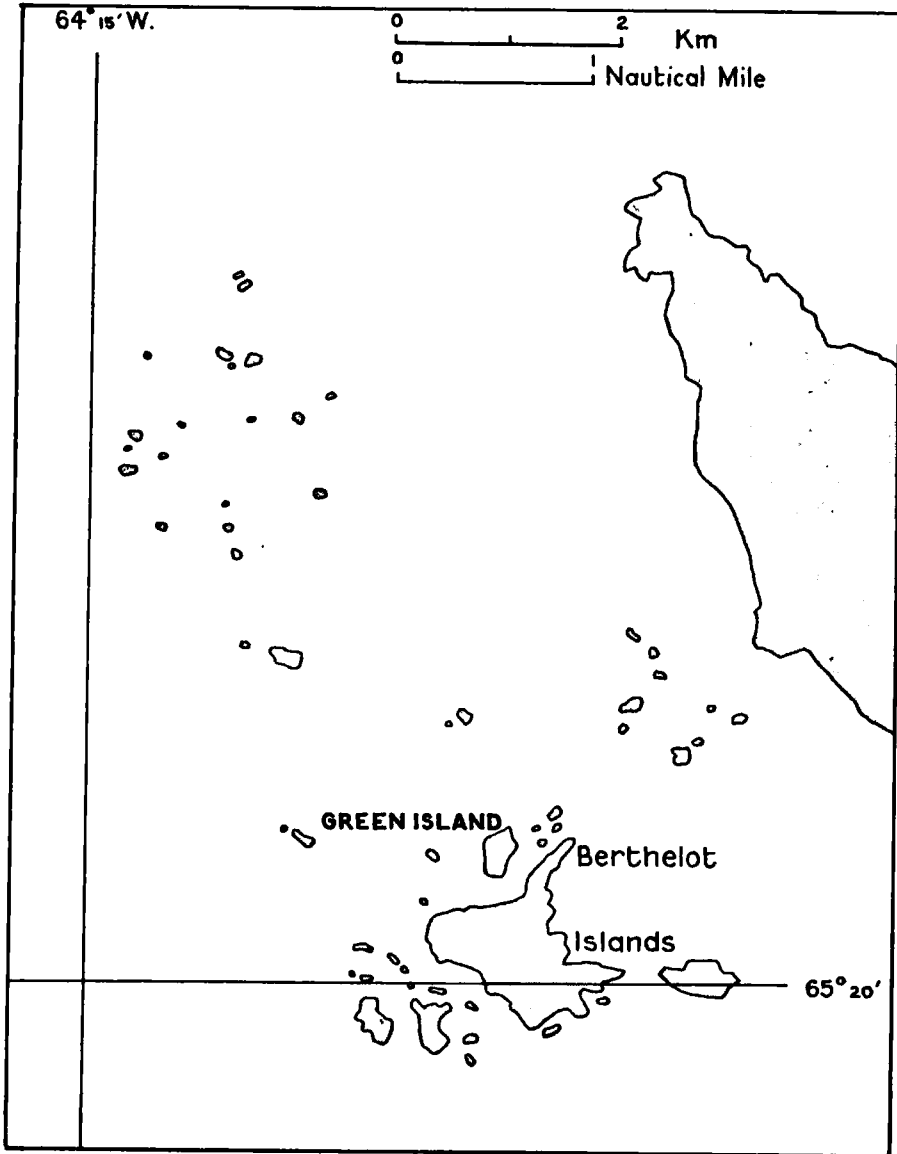 64° 15' W.
0 2
Km
0 1
Nautical Mile
GREEN ISLAND
Berthelot
Islands
65° 20'